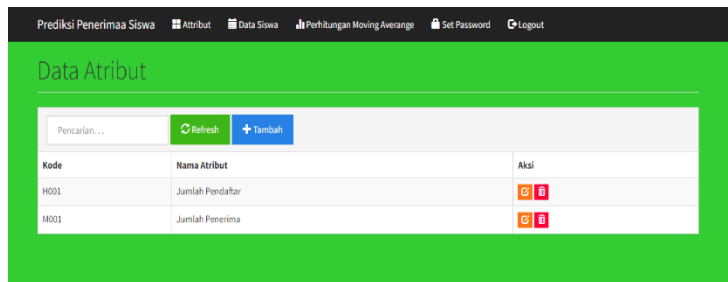 Prediksi Penerimaa Siswa Attribut Data Siswa Perhitungan Moving Averange Set Password Logout
Data Atribut
Pencarian... Refresh Tambah
Kode Nama Atribut Aksi
H001 Jumlah Pendaftar
M001 Jumlah Penerima